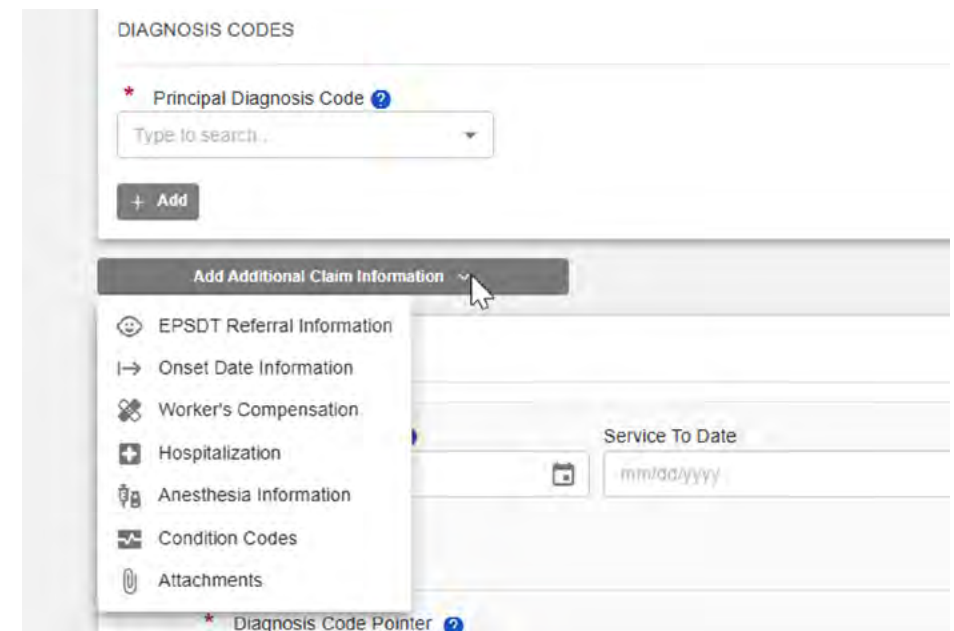 DIAGNOSIS CODES
* Principal Diagnosis Code ?
Type to search...
+ Add
Add Additional Claim Information
EPSDT Referral Information
Onset Date Information
Worker's Compensation
Hospitalization
Anesthesia Information
Condition Codes
Attachments
Service To Date
mm/dd/yyyy
* Diagnosis Code Pointer ?